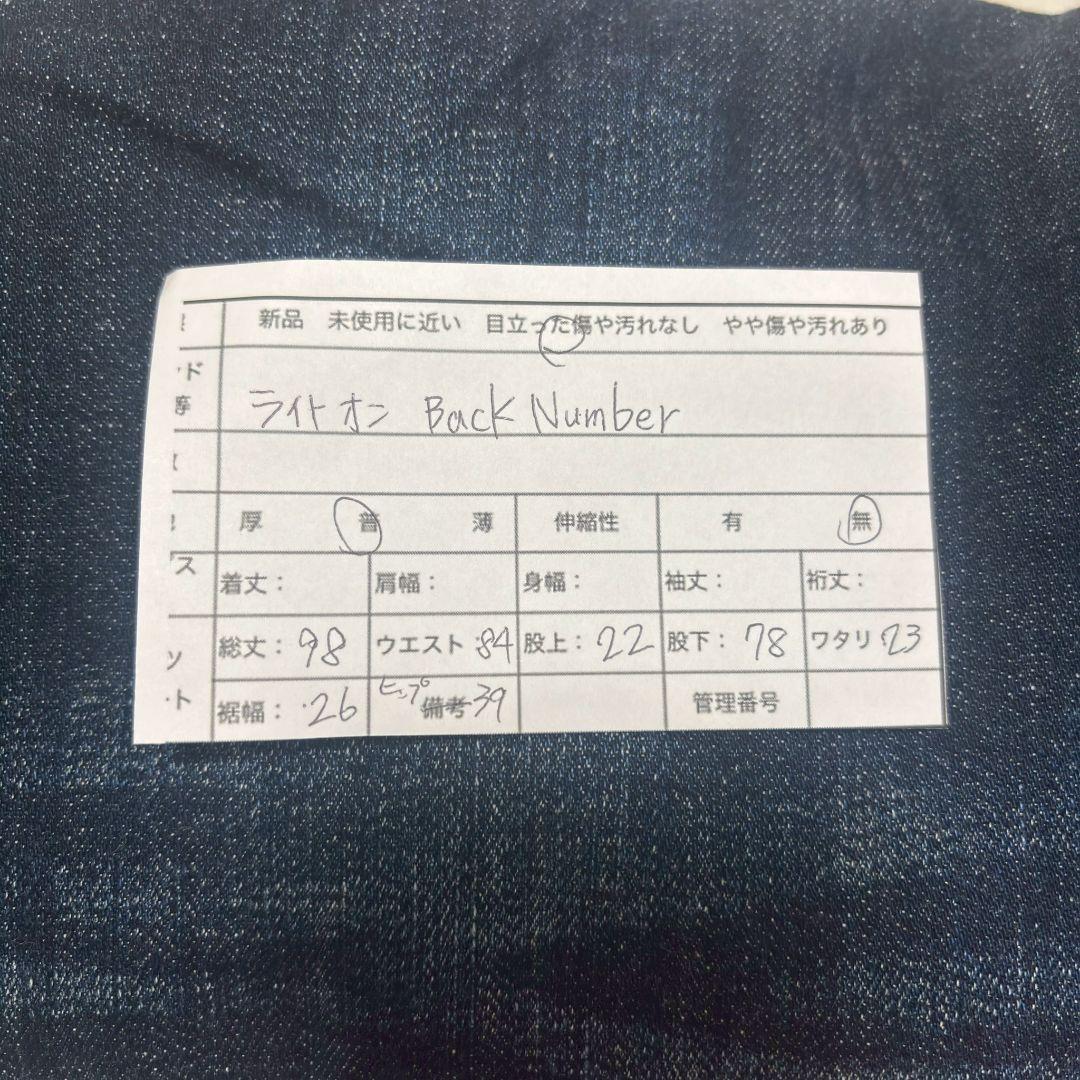 新品 未使用に近い 目立った傷や汚れなし やや傷や汚れあり
ド
ライトオン Back Number
厚 普 薄 伸縮性 有 無
ス
着丈： 肩幅： 身幅： 袖丈： 裄丈：
総丈：98 ウエスト：84 股上：22 股下：78 ワタリ：23
ソ
ト
裾幅：26 ヒップ 備考 39 管理番号